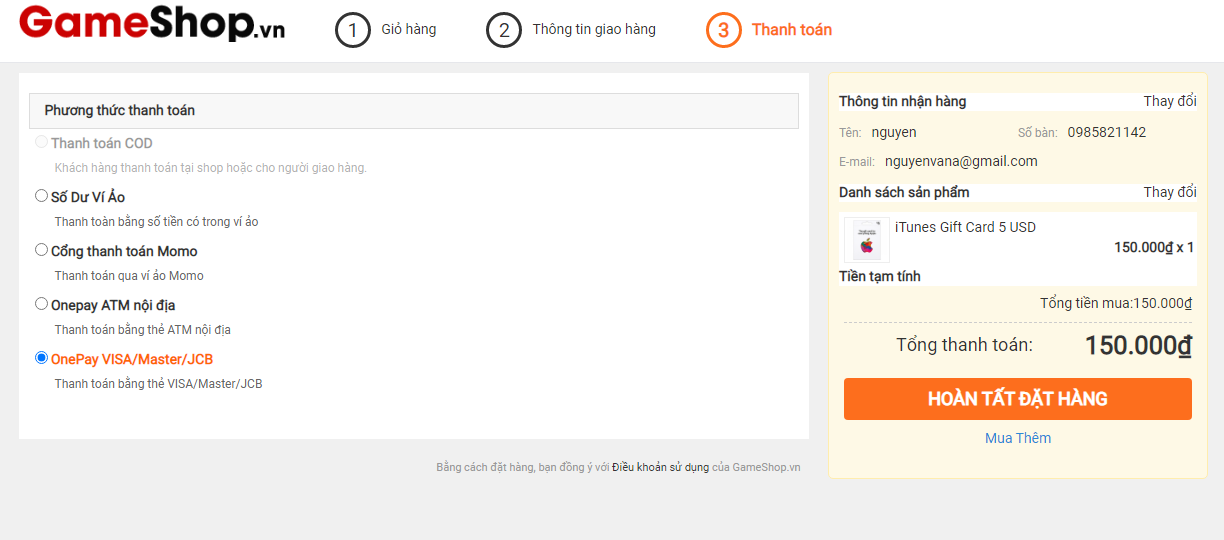 GameShop.vn
1 Giỏ hàng 2 Thông tin giao hàng 3 Thanh toán
Phương thức thanh toán
Thanh toán COD
Khách hàng thanh toán tại shop hoặc cho người giao hàng.
Số Dư Ví Ảo
Thanh toàn bằng số tiền có trong ví ảo
Cổng thanh toán Momo
Thanh toán qua ví ảo Momo
Onepay ATM nội địa
Thanh toán bằng thẻ ATM nội địa
OnePay VISA/Master/JCB
Thanh toán bằng thẻ VISA/Master/JCB
Bằng cách đặt hàng, bạn đồng ý với Điều khoản sử dụng của GameShop.vn
Thông tin nhận hàng Thay đổi
Tên: nguyen Số bàn: 0985821142
E-mail: nguyenvana@gmail.com
Danh sách sản phẩm Thay đổi
iTunes Gift Card 5 USD
150.000₫ x 1
Tiền tạm tính
Tổng tiền mua:150.000₫
Tổng thanh toán: 150.000₫
HOÀN TẤT ĐẶT HÀNG
Mua Thêm